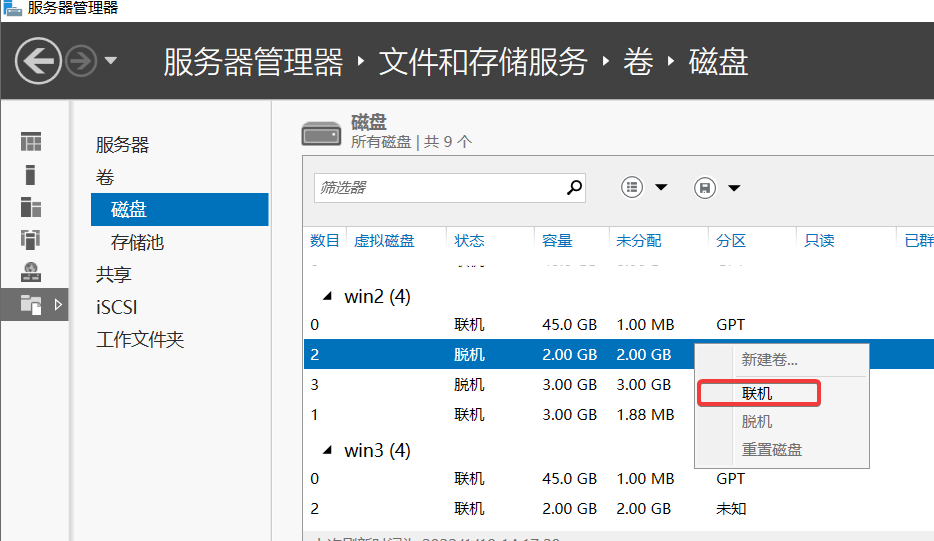 服务器管理器
服务器管理器 ‣ 文件和存储服务 ‣ 卷 ‣ 磁盘
服务器
卷
磁盘
存储池
共享
iSCSI
工作文件夹
磁盘
所有磁盘 | 共 9 个
筛选器
数目 虚拟磁盘 状态 容量 未分配 分区 只读 已群
win2 (4)
0 联机 45.0 GB 1.00 MB GPT
2 脱机 2.00 GB 2.00 GB
3 脱机 3.00 GB 3.00 GB
1 联机 3.00 GB 1.88 MB
新建卷...
联机
脱机
重置磁盘
win3 (4)
0 联机 45.0 GB 1.00 MB GPT
2 联机 2.00 GB 2.00 GB 未知